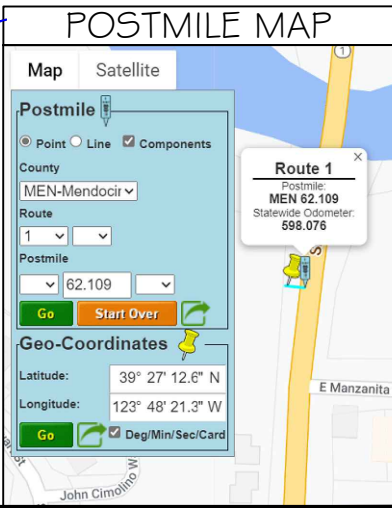 POSTMILE MAP
Map Satellite
Postmile
Point Line Components
County
MEN-Mendocir
Route
1
Postmile
62.109
Go Start Over
Geo-Coordinates
Latitude: 39° 27' 12.6" N
Longitude: 123° 48' 21.3" W
Go Deg/Min/Sec/Card
1
Route 1
Postmile:
MEN 62.109
Statewide Odometer:
598.076
S
E Manzanita
John Cimolino W